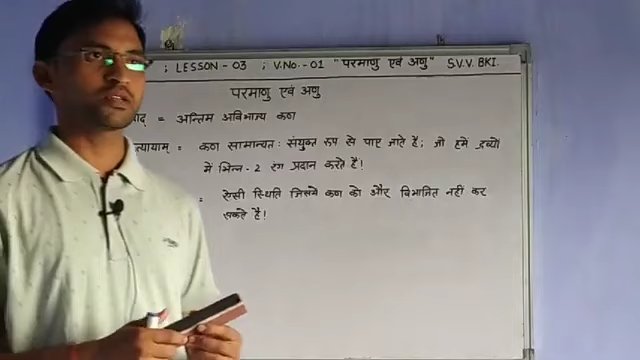 ; LESSON - 03 ; V.No. - 01 "परमाणु एवं अणु" S.V.V. BKI.
परमाणु एवं अणु
= अन्तिम अविभाज्य कण
= कण सामान्यतः संयुक्त रुप से पाए जाते है; जो हमें द्रव्यो
में भिन्न-2 रंग प्रदान करते है!
= ऐसी स्थिति जिसमे कण को और विभाजित नही कर
सकते है!